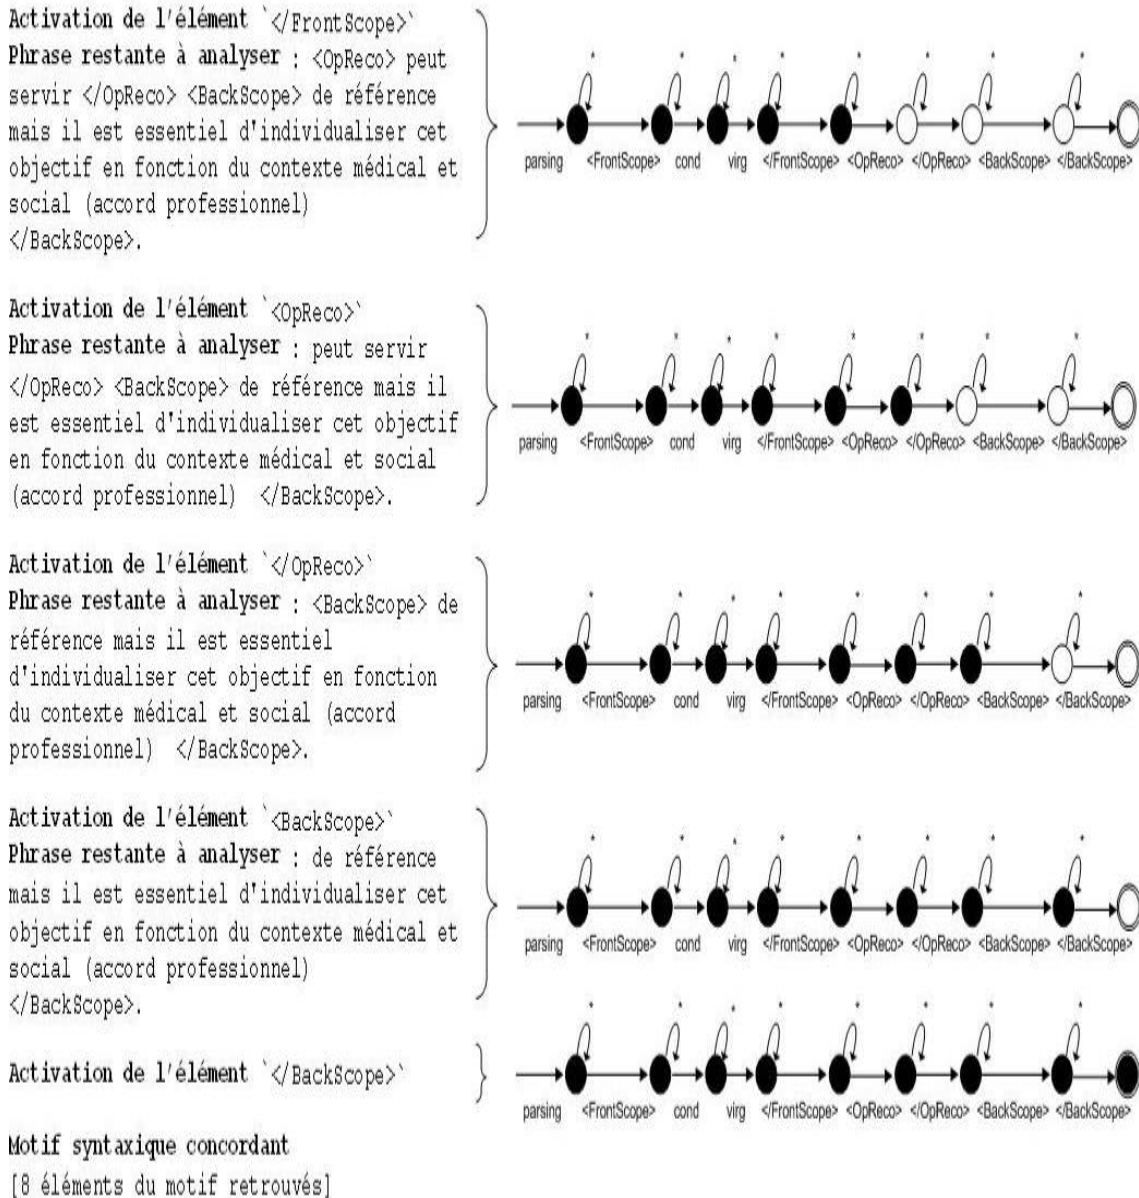 Activation de l'élément `</FrontScope>`
Phrase restante à analyser : <OpReco> peut
servir </OpReco> <BackScope> de référence
mais il est essentiel d'individualiser cet
objectif en fonction du contexte médical et
social (accord professionnel)
</BackScope>.
* * * * * * * *
parsing <FrontScope> cond virg </FrontScope> <OpReco> </OpReco> <BackScope> </BackScope>
Activation de l'élément `<OpReco>`
Phrase restante à analyser : peut servir
</OpReco> <BackScope> de référence mais il
est essentiel d'individualiser cet objectif
en fonction du contexte médical et social
(accord professionnel) </BackScope>.
* * * * * * * *
parsing <FrontScope> cond virg </FrontScope> <OpReco> </OpReco> <BackScope> </BackScope>
Activation de l'élément `</OpReco>`
Phrase restante à analyser : <BackScope> de
référence mais il est essentiel
d'individualiser cet objectif en fonction
du contexte médical et social (accord
professionnel) </BackScope>.
* * * * * * * *
parsing <FrontScope> cond virg </FrontScope> <OpReco> </OpReco> <BackScope> </BackScope>
Activation de l'élément `<BackScope>`
Phrase restante à analyser : de référence
mais il est essentiel d'individualiser cet
objectif en fonction du contexte médical et
social (accord professionnel)
</BackScope>.
* * * * * * * *
parsing <FrontScope> cond virg </FrontScope> <OpReco> </OpReco> <BackScope> </BackScope>
Activation de l'élément `</BackScope>`
* * * * * * * *
parsing <FrontScope> cond virg </FrontScope> <OpReco> </OpReco> <BackScope> </BackScope>
Motif syntaxique concordant
[8 éléments du motif retrouvés]